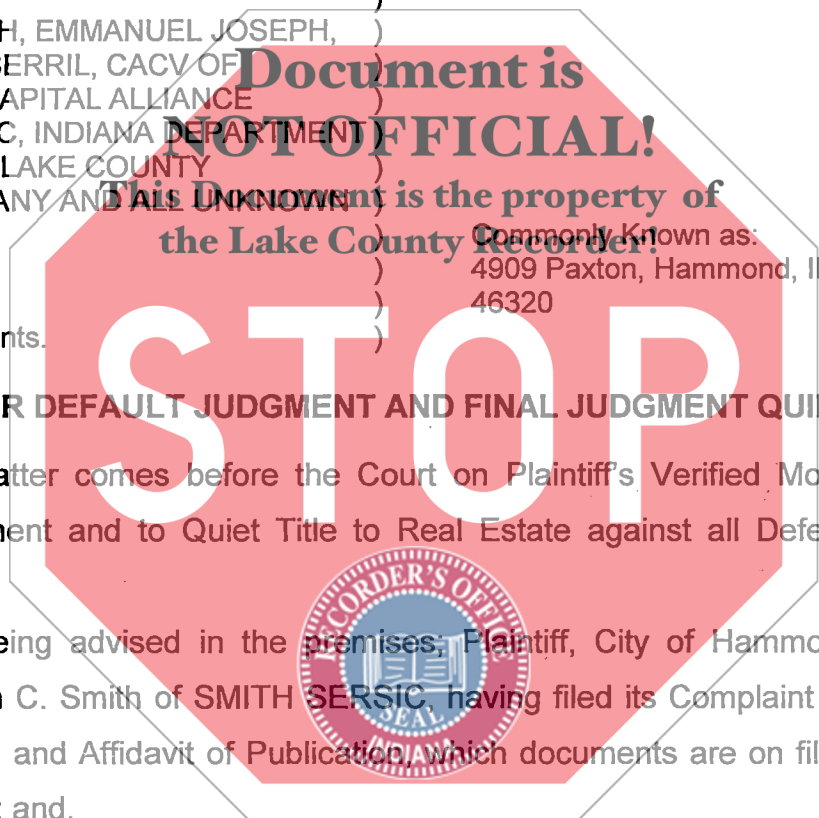 H, EMMANUEL JOSEPH, )
SERRIL, CACV OF
CAPITAL ALLIANCE
C, INDIANA DEPARTMENT )
LAKE COUNTY
ANY AND ALL UNKNOWN )
Document is
NOT OFFICIAL!
This Document is the property of
the Lake County Recorder!
)
) Commonly Known as:
) 4909 Paxton, Hammond,
) 46320
nts. )
STOP
R DEFAULT JUDGMENT AND FINAL JUDGMENT
atter comes before the Court on Plaintiff's Verified Mo
ent and to Quiet Title to Real Estate against all Defe
eing advised in the premises; Plaintiff, City of Hammo
C. Smith of SMITH SERSIC, having filed its Complaint
and Affidavit of Publication, which documents are on fil
and,
RECORDER'S OFFICE
SEAL
INDIANA